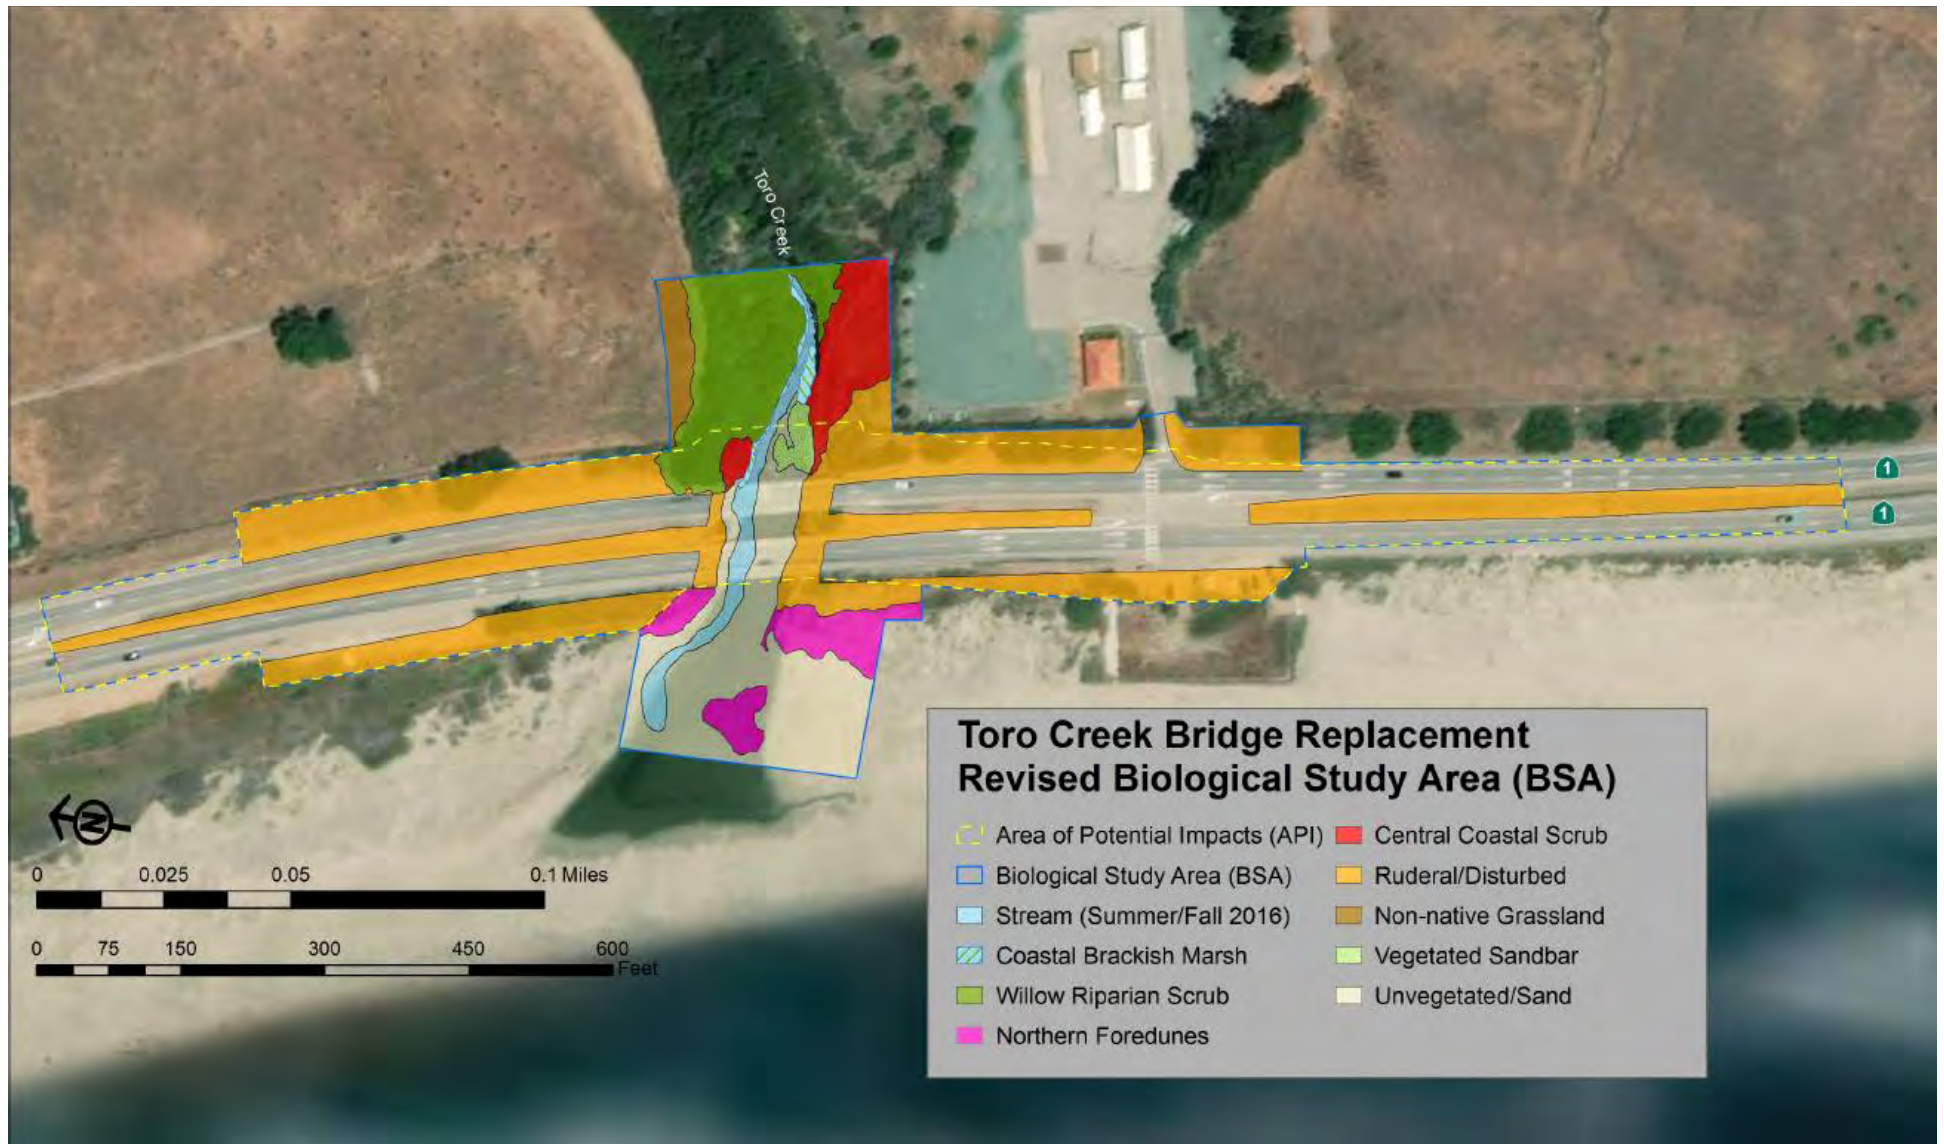 Toro Creek
1
1
Toro Creek Bridge Replacement
Revised Biological Study Area (BSA)
Area of Potential Impacts (API)
Biological Study Area (BSA)
Stream (Summer/Fall 2016)
Coastal Brackish Marsh
Willow Riparian Scrub
Northern Foredunes
Central Coastal Scrub
Ruderal/Disturbed
Non-native Grassland
Vegetated Sandbar
Unvegetated/Sand
N
0 0.025 0.05 0.1 Miles
0 75 150 300 450 600
Feet